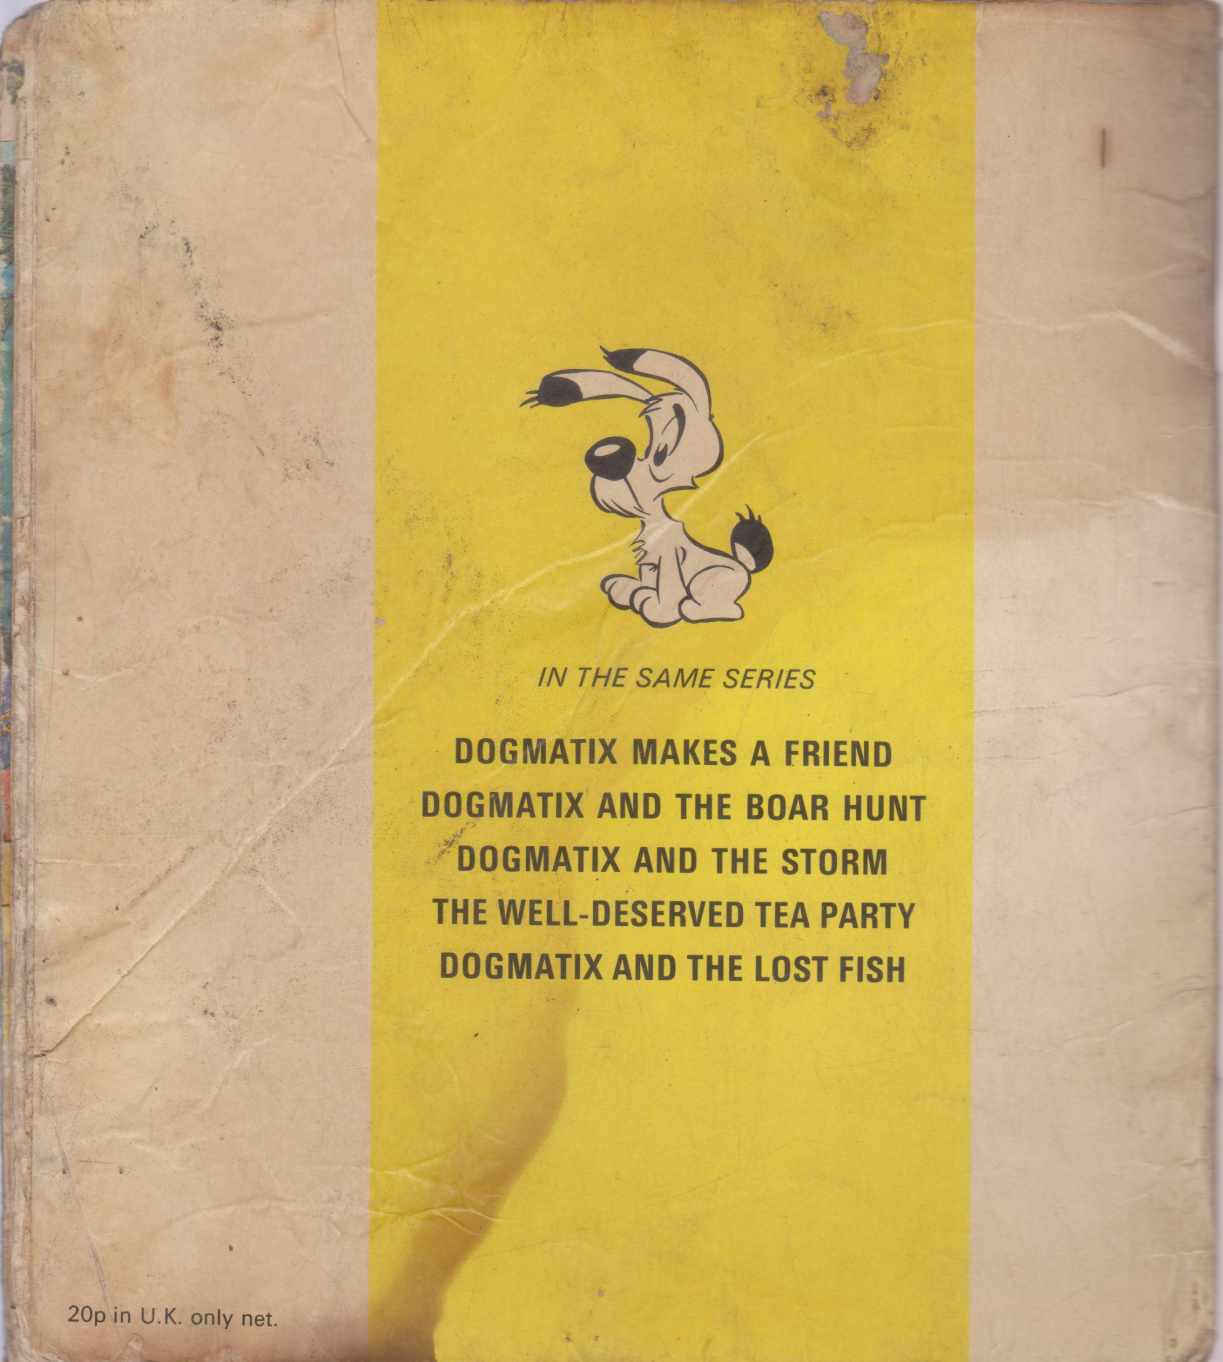 IN THE SAME SERIES
DOGMATIX MAKES A FRIEND
DOGMATIX AND THE BOAR HUNT
DOGMATIX AND THE STORM
THE WELL-DESERVED TEA PARTY
DOGMATIX AND THE LOST FISH
20p in U.K. only net.